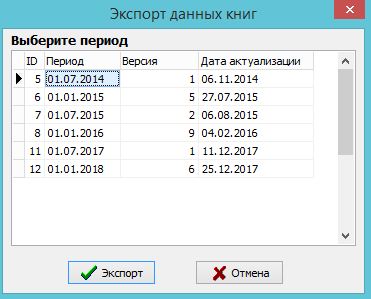 Экспорт данных книг
Выберите период
ID Период Версия Дата актуализации
5 01.07.2014 1 06.11.2014
6 01.01.2015 5 27.07.2015
7 01.07.2015 2 06.08.2015
8 01.01.2016 9 04.02.2016
11 01.07.2017 1 11.12.2017
12 01.01.2018 6 25.12.2017
Экспорт Отмена